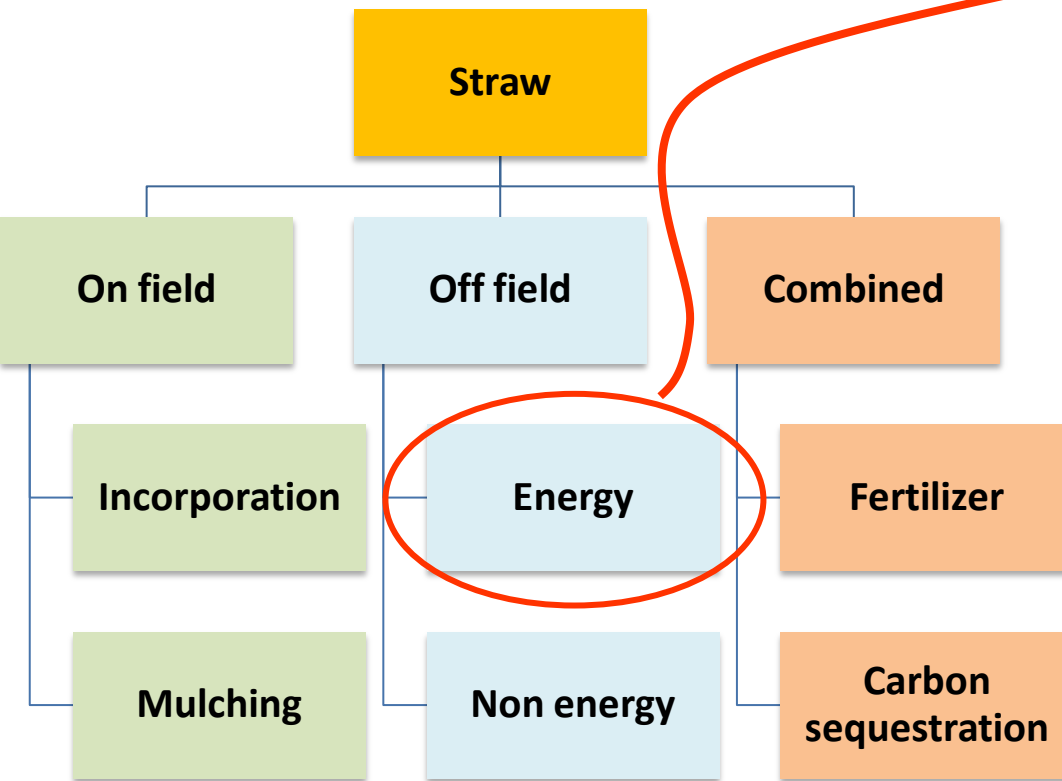 Straw
On field
Off field
Combined
Incorporation
Energy
Fertilizer
Mulching
Non energy
Carbon
sequestration